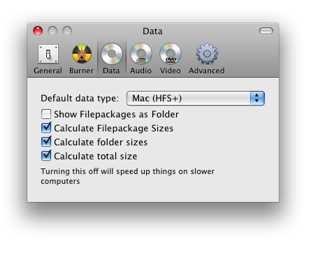 Data
General Burner Data Audio Video Advanced
Default data type: Mac (HFS+)
Show Filepackages as Folder
Calculate Filepackage Sizes
Calculate folder sizes
Calculate total size
Turning this off will speed up things on slower
computers